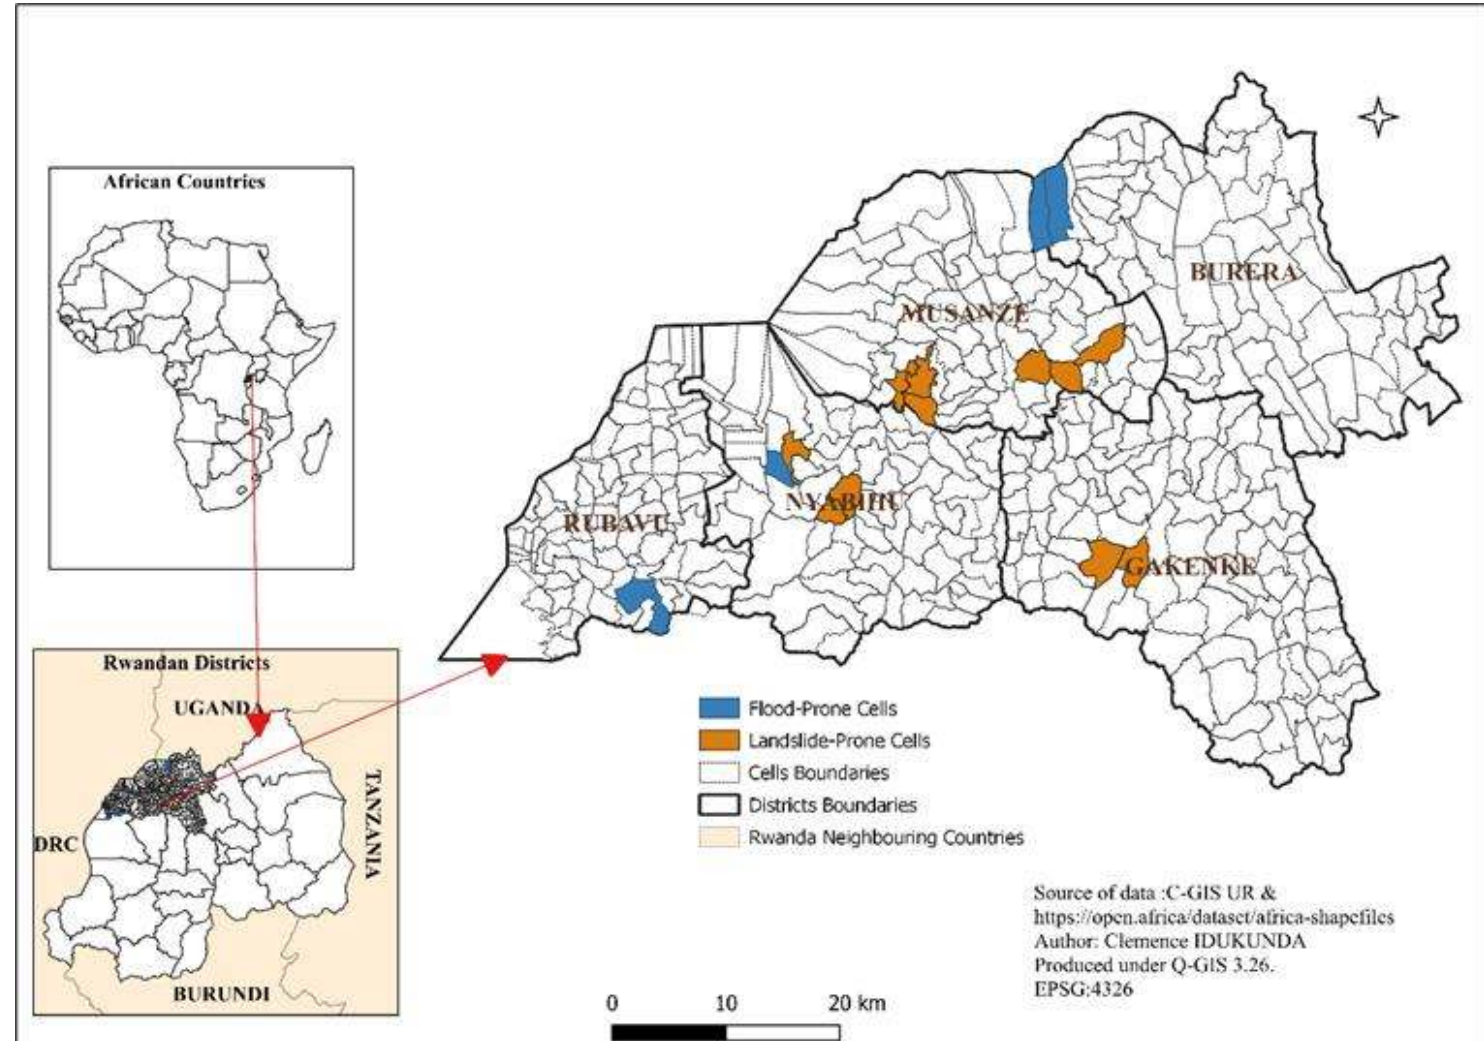 African Countries
Rwandan Districts
UGANDA
TANZANIA
DRC
BURUNDI
BURERA
MUSANZE
NYABIHU
RUBAVU
GAKENKE
Flood-Prone Cells
Landslide-Prone Cells
Cells Boundaries
Districts Boundaries
Rwanda Neighbouring Countries
Source of data :C-GIS UR &
https://open.africa/dataset/africa-shapefiles
Author: Clemence IDUKUNDA
Produced under Q-GIS 3.26.
EPSG:4326
0 10 20 km